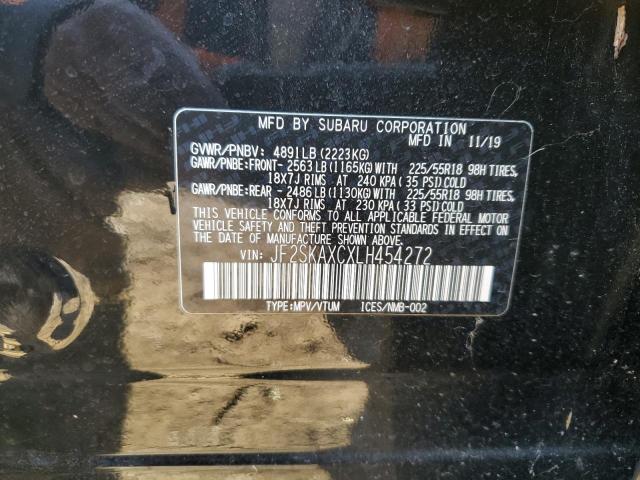 MFD BY SUBARU CORPORATION
MFD IN 11/19
GVWR/PNBV: 4891LB(2223KG)
GAWR/PNBE:FRONT-2563LB(1165KG)WITH 225/55R18 98H TIRES,
18X7J RIMS AT 240 KPA(35 PSI)COLD
GAWR/PNBE:REAR -2486LB(1130KG)WITH 225/55R18 98H TIRES,
18X7J RIMS AT 230 KPA(33 PSI)COLD
THIS VEHICLE CONFORMS TO ALL APPLICABLE FEDERAL MOTOR
VEHICLE SAFETY AND THEFT PREVENTION STANDARDS IN EFFECT
ON THE DATE OF MANUFACTURE SHOWN ABOVE.
VIN: JF2SKAXCXLH454272
TYPE:MPV/VTUM ICES/NMB-002